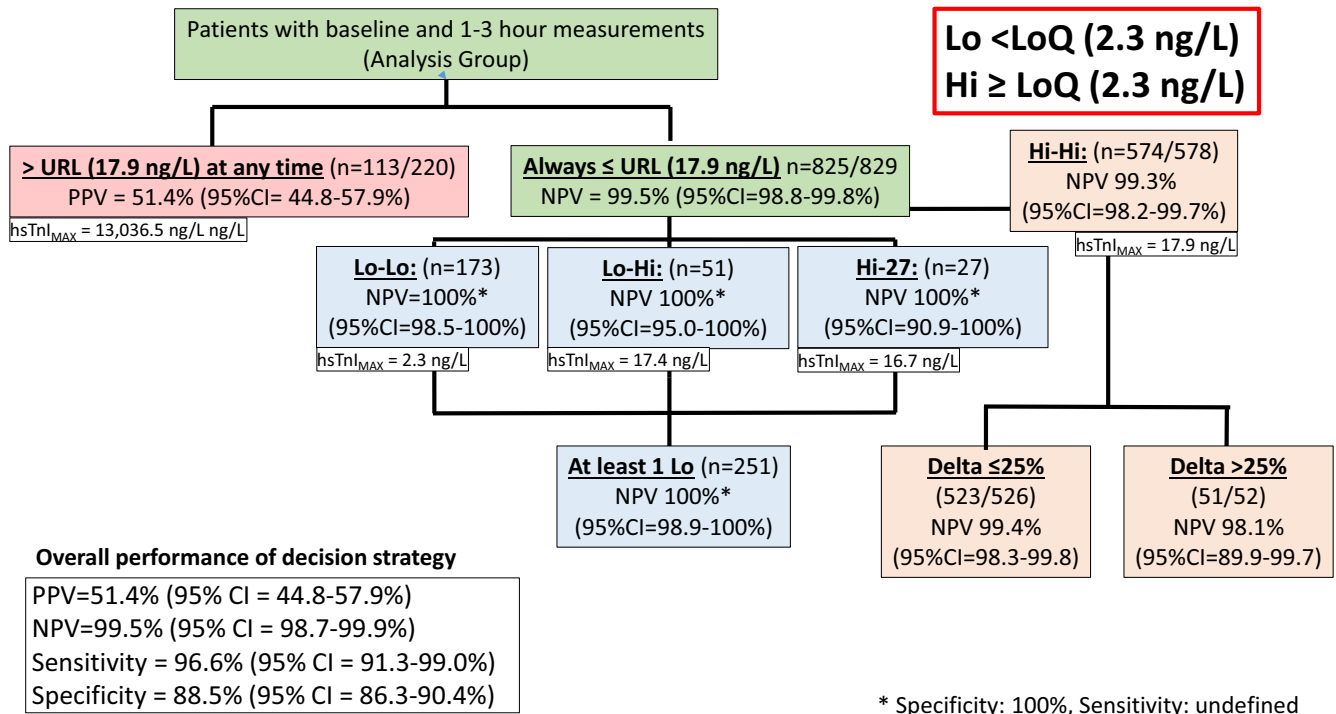 Patients with baseline and 1-3 hour measurements
(Analysis Group)
Lo <LoQ (2.3 ng/L)
Hi ≥ LoQ (2.3 ng/L)
> URL (17.9 ng/L) at any time (n=113/220)
PPV = 51.4% (95%CI= 44.8-57.9%)
hsTnI_MAX = 13,036.5 ng/L ng/L
Always ≤ URL (17.9 ng/L) n=825/829
NPV = 99.5% (95%CI=98.8-99.8%)
Hi-Hi: (n=574/578)
NPV 99.3%
(95%CI=98.2-99.7%)
hsTnI_MAX = 17.9 ng/L
Lo-Lo: (n=173)
NPV=100%*
(95%CI=98.5-100%)
hsTnI_MAX = 2.3 ng/L
Lo-Hi: (n=51)
NPV 100%*
(95%CI=95.0-100%)
hsTnI_MAX = 17.4 ng/L
Hi-27: (n=27)
NPV 100%*
(95%CI=90.9-100%)
hsTnI_MAX = 16.7 ng/L
At least 1 Lo (n=251)
NPV 100%*
(95%CI=98.9-100%)
Delta ≤25%
(523/526)
NPV 99.4%
(95%CI=98.3-99.8)
Delta >25%
(51/52)
NPV 98.1%
(95%CI=89.9-99.7)
Overall performance of decision strategy
PPV=51.4% (95% CI = 44.8-57.9%)
NPV=99.5% (95% CI = 98.7-99.9%)
Sensitivity = 96.6% (95% CI = 91.3-99.0%)
Specificity = 88.5% (95% CI = 86.3-90.4%)
* Specificity: 100%, Sensitivity: undefined